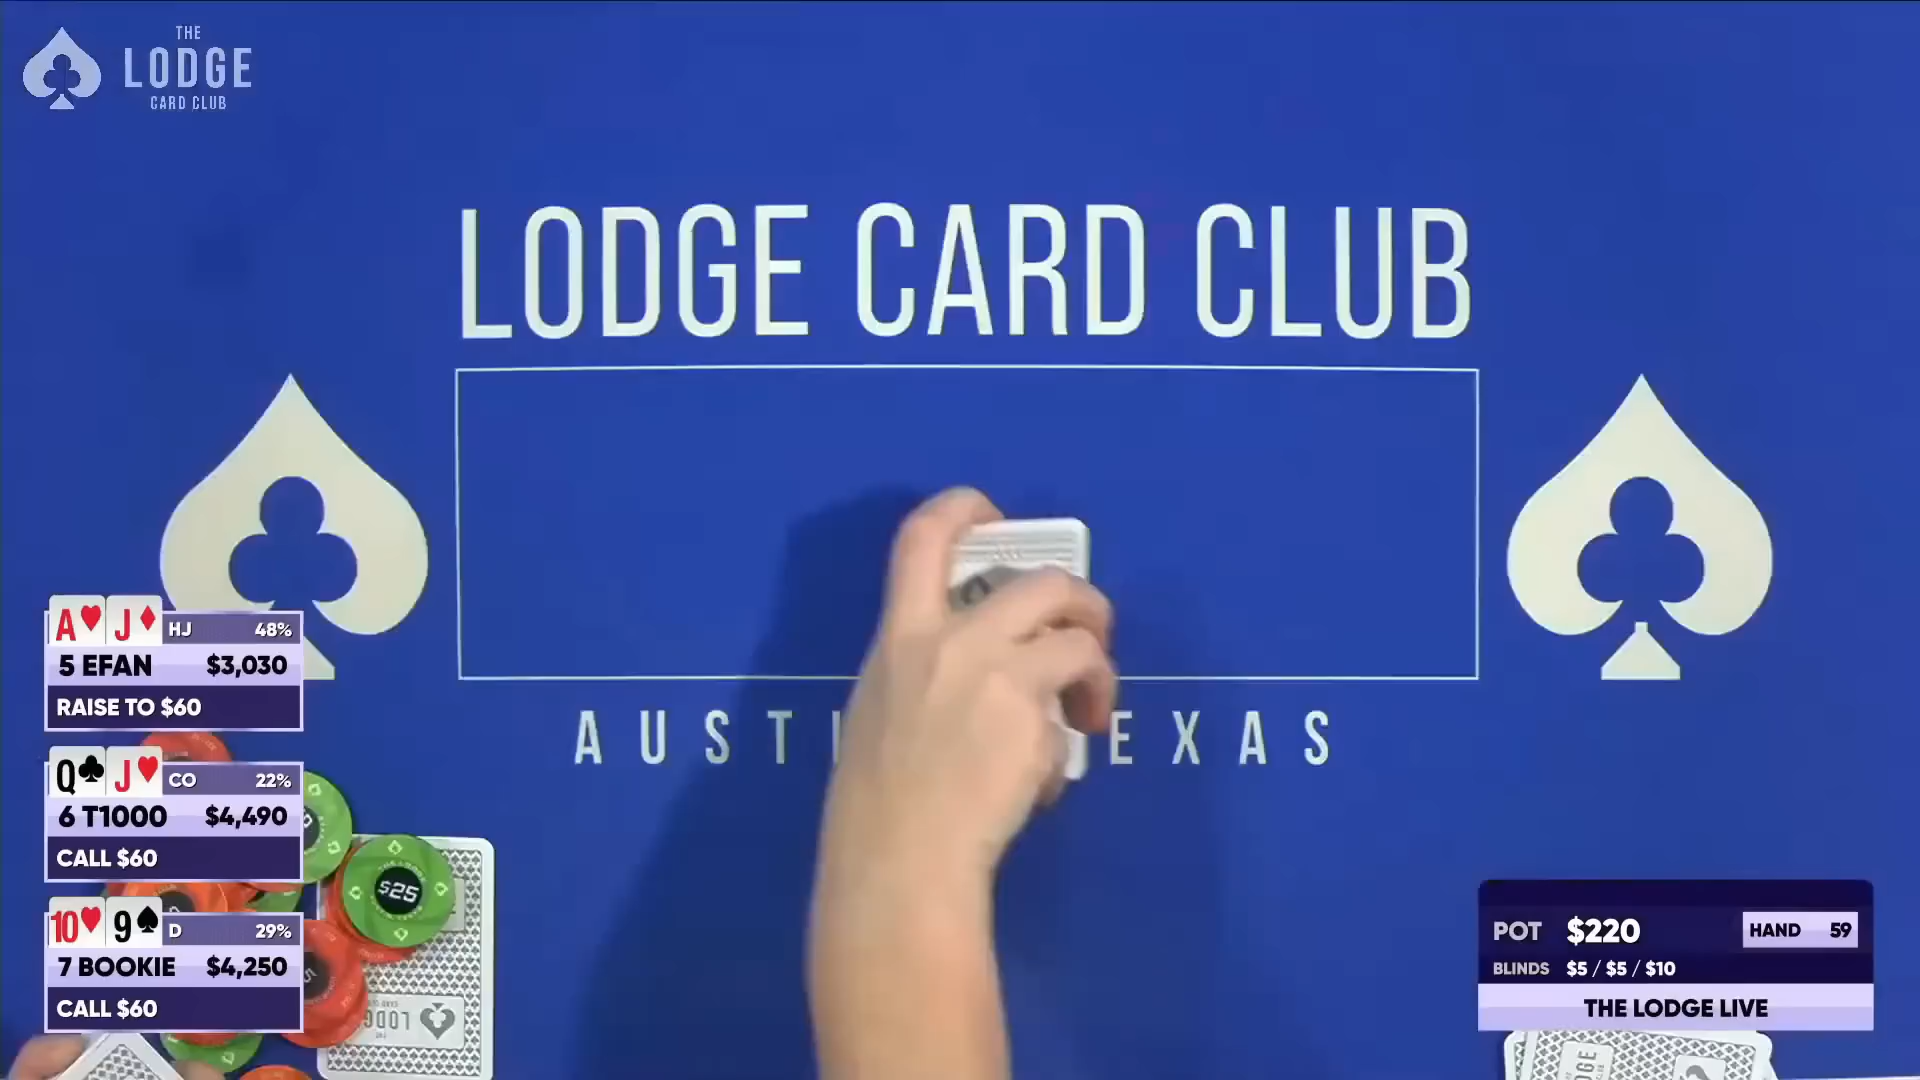 THE
LODGE
CARD CLUB
LODGE CARD CLUB
AUSTI EXAS
A J HJ 48%
5 EFAN $3,030
RAISE TO $60
Q J CO 22%
6 T1000 $4,490
CALL $60
$25
10 9 D 29%
7 BOOKIE $4,250
CALL $60
LODGE
POT $220 HAND 59
BLINDS $5 / $5 / $10
THE LODGE LIVE